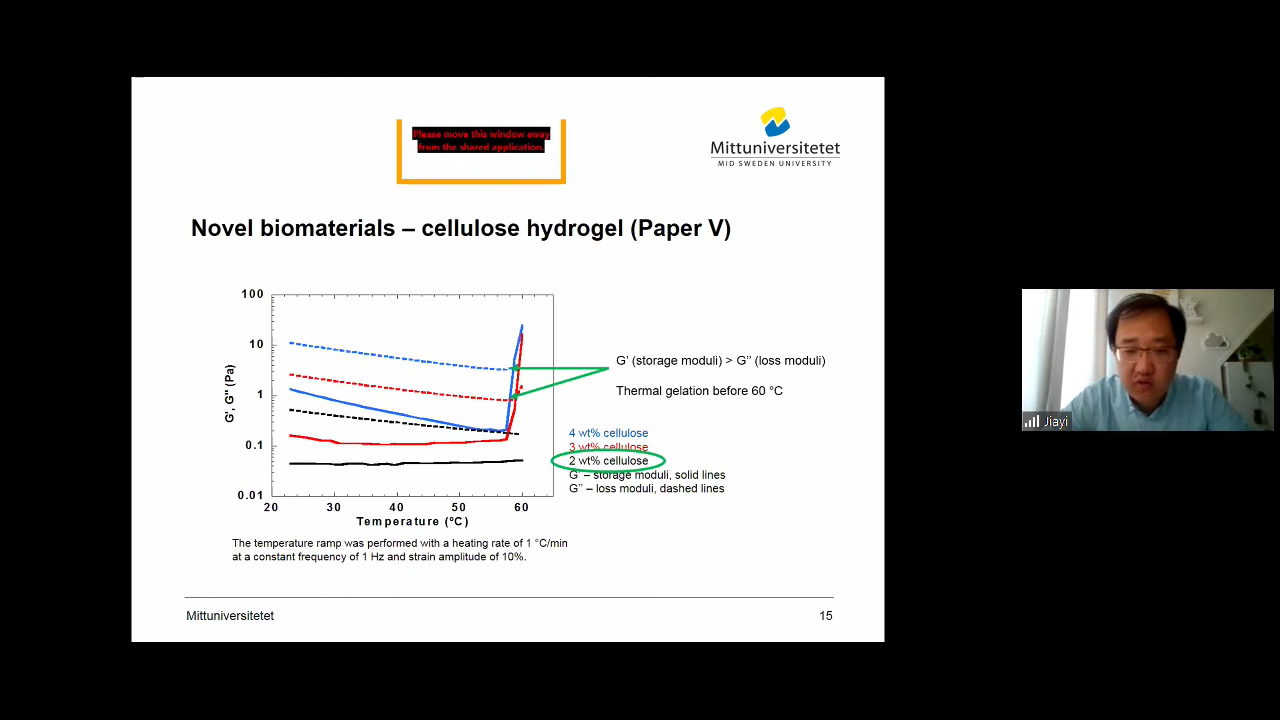 Please move this window away
from the shared application.
Mittuniversitetet
MID SWEDEN UNIVERSITY
Novel biomaterials – cellulose hydrogel (Paper V)
100
10
1
0.1
0.01
G', G'' (Pa)
20 30 40 50 60
Temperature (ºC)
G' (storage moduli) > G'' (loss moduli)
Thermal gelation before 60 °C
4 wt% cellulose
3 wt% cellulose
2 wt% cellulose
G' – storage moduli, solid lines
G'' – loss moduli, dashed lines
The temperature ramp was performed with a heating rate of 1 °C/min
at a constant frequency of 1 Hz and strain amplitude of 10%.
Mittuniversitetet
15
Jiayi